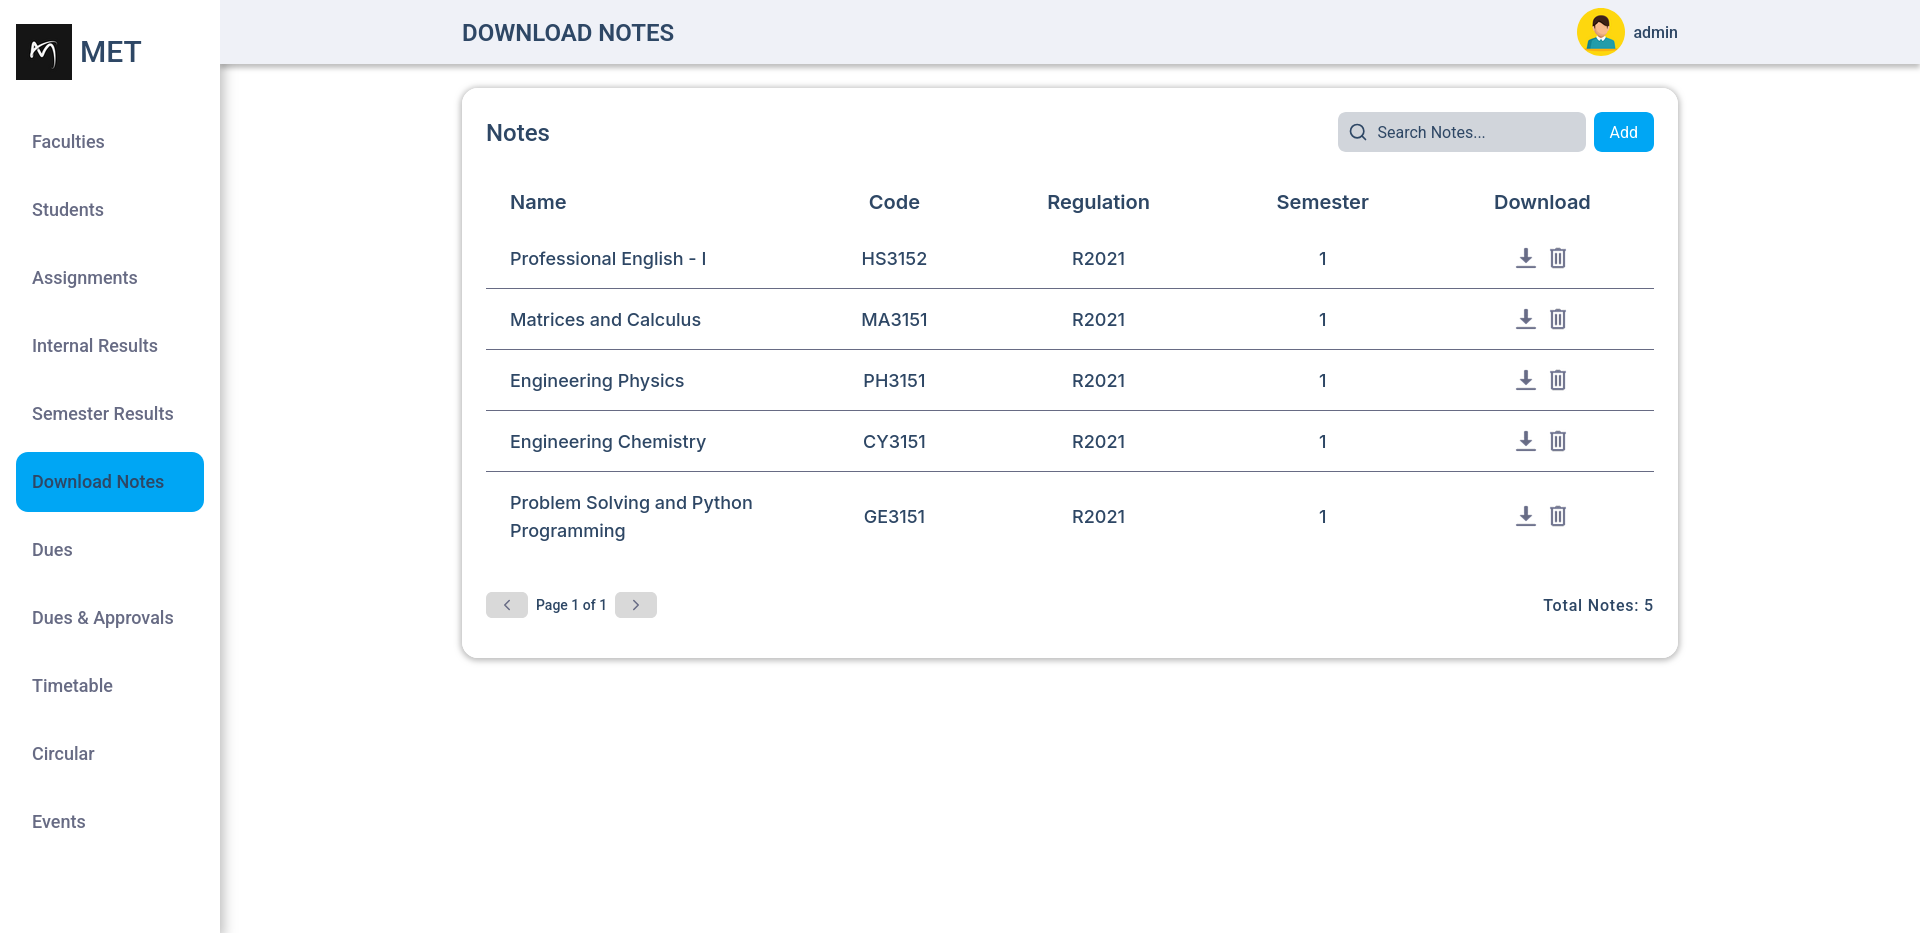 MET
Faculties
Students
Assignments
Internal Results
Semester Results
Download Notes
Dues
Dues & Approvals
Timetable
Circular
Events
DOWNLOAD NOTES
admin
Notes
Search Notes...
Add
Name Code Regulation Semester Download
Professional English - I HS3152 R2021 1
Matrices and Calculus MA3151 R2021 1
Engineering Physics PH3151 R2021 1
Engineering Chemistry CY3151 R2021 1
Problem Solving and Python
Programming GE3151 R2021 1
Page 1 of 1
Total Notes: 5